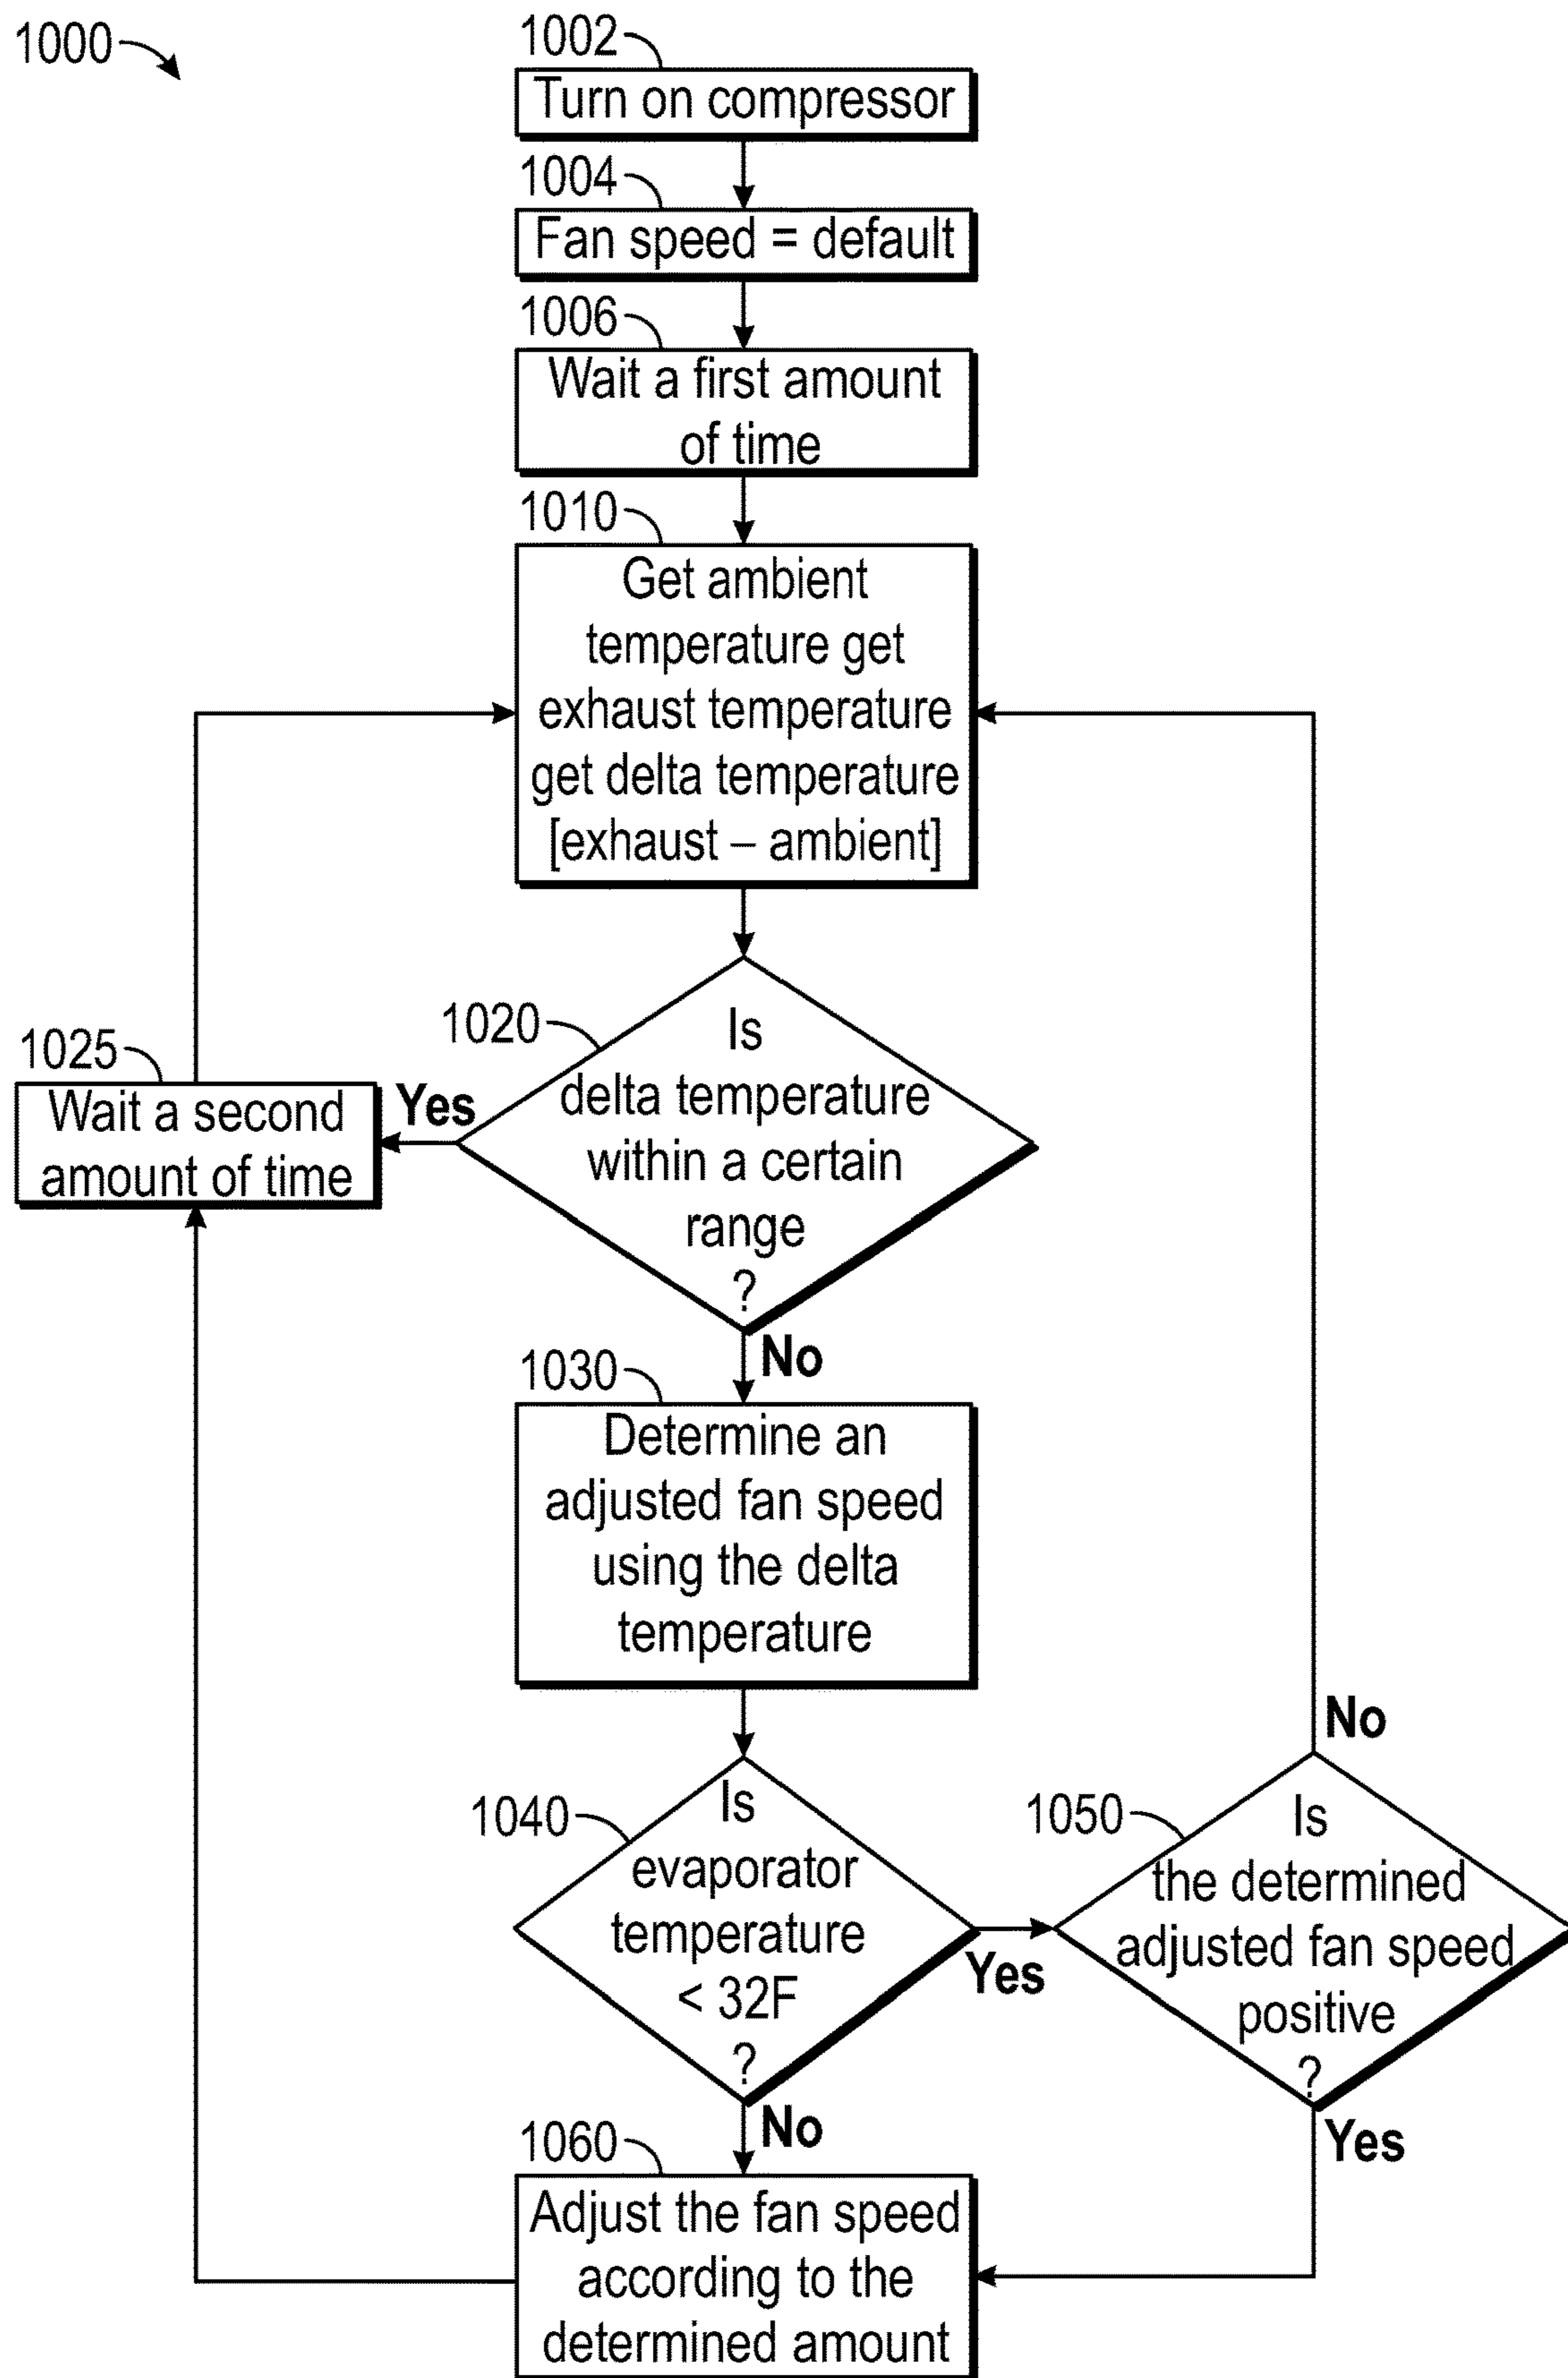 1000
1002
Turn on compressor
1004
Fan speed = default
1006
Wait a first amount
of time
1010
Get ambient
temperature get
exhaust temperature
get delta temperature
[exhaust – ambient]
1020
Is
delta temperature
within a certain
range
?
Yes
1025
Wait a second
amount of time
No
1030
Determine an
adjusted fan speed
using the delta
temperature
1040
Is
evaporator
temperature
< 32F
?
Yes
No
1050
Is
the determined
adjusted fan speed
positive
?
No
Yes
1060
Adjust the fan speed
according to the
determined amount